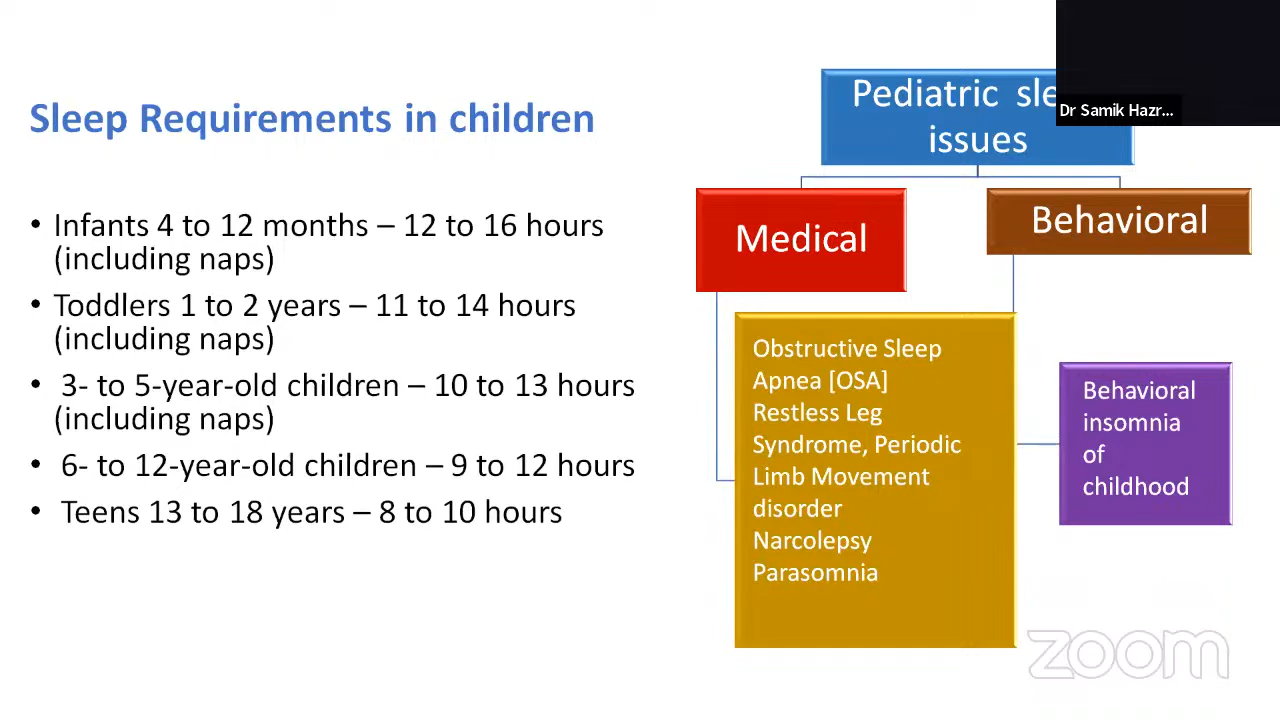 Sleep Requirements in children
• Infants 4 to 12 months – 12 to 16 hours
(including naps)
• Toddlers 1 to 2 years – 11 to 14 hours
(including naps)
• 3- to 5-year-old children – 10 to 13 hours
(including naps)
• 6- to 12-year-old children – 9 to 12 hours
• Teens 13 to 18 years – 8 to 10 hours
Pediatric sle
issues
Dr Samik Hazr...
Medical
Behavioral
Obstructive Sleep
Apnea [OSA]
Restless Leg
Syndrome, Periodic
Limb Movement
disorder
Narcolepsy
Parasomnia
Behavioral
insomnia
of
childhood
zoom